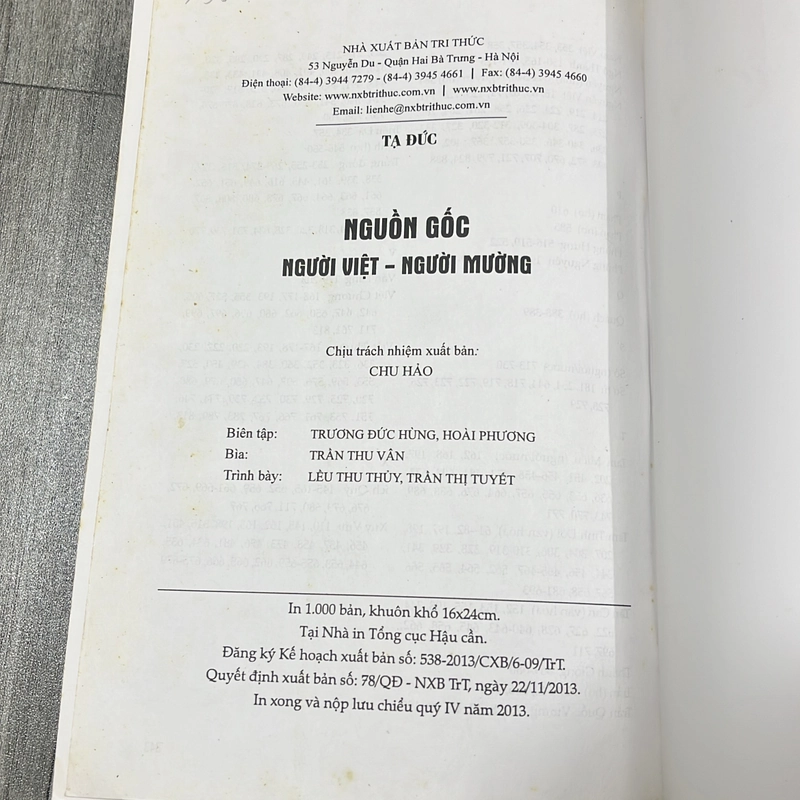 NHÀ XUẤT BẢN TRI THỨC
53 Nguyễn Du - Quận Hai Bà Trưng - Hà Nội
Điện thoại: (84-4) 3944 7279 - (84-4) 3945 4661 | Fax: (84-4) 3945 4660
Website: www.nxbtrithuc.com.vn | www.nxbtrithuc.vn
Email: lienhe@nxbtrithuc.com.vn
TẠ ĐỨC
NGUỒN GỐC
NGƯỜI VIỆT – NGƯỜI MƯỜNG
Chịu trách nhiệm xuất bản:
CHU HẢO
Biên tập: TRƯƠNG ĐỨC HÙNG, HOÀI PHƯƠNG
Bìa: TRẦN THU VÂN
Trình bày: LÊU THU THỦY, TRẦN THỊ TUYẾT
In 1.000 bản, khuôn khổ 16x24cm.
Tại Nhà in Tổng cục Hậu cần.
Đăng ký Kế hoạch xuất bản số: 538-2013/CXB/6-09/TrT.
Quyết định xuất bản số: 78/QĐ - NXB TrT, ngày 22/11/2013.
In xong và nộp lưu chiểu quý IV năm 2013.